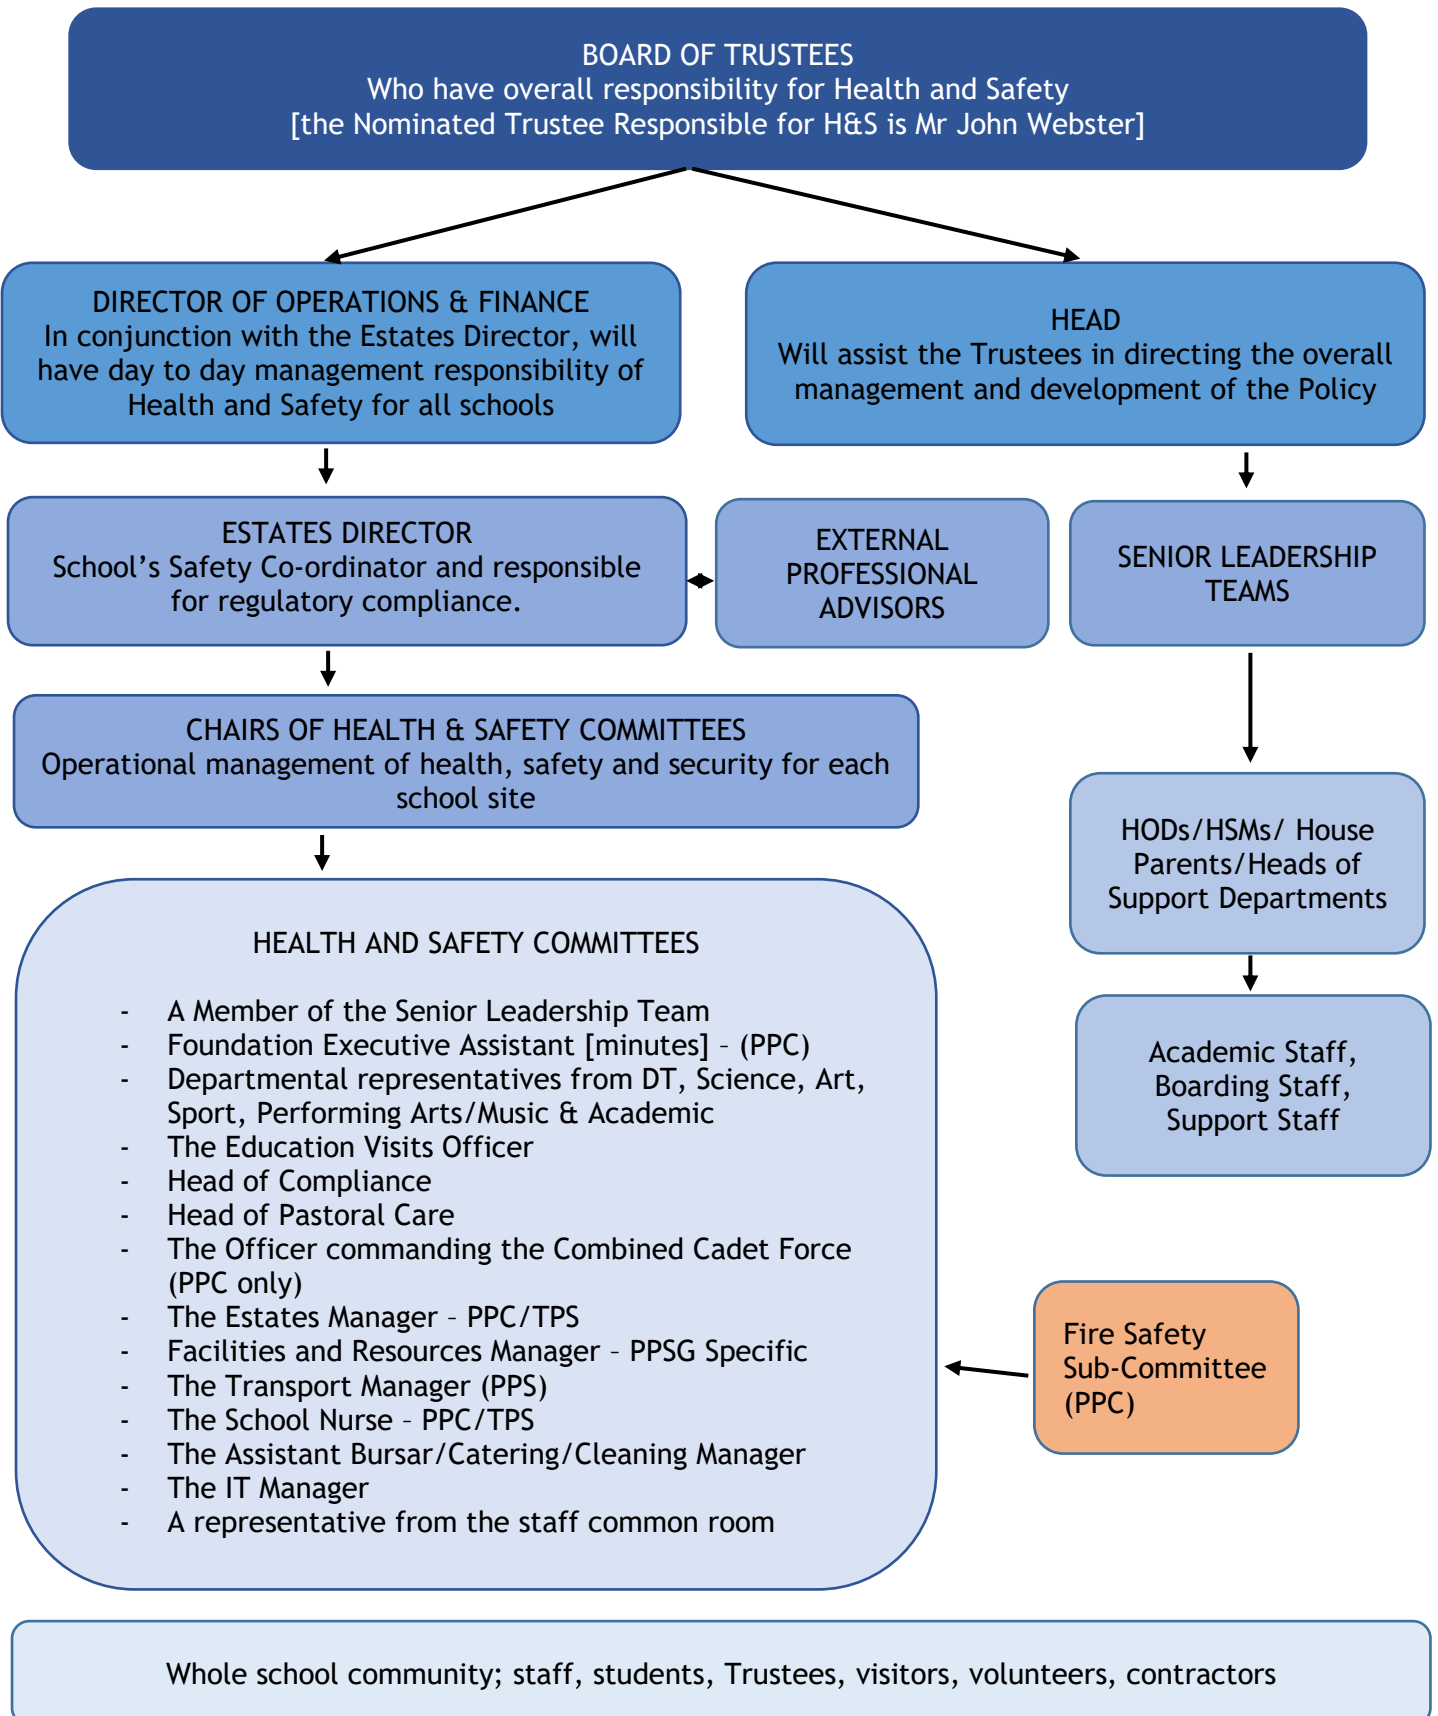 BOARD OF TRUSTEES
Who have overall responsibility for Health and Safety
[the Nominated Trustee Responsible for H&S is Mr John Webster]
DIRECTOR OF OPERATIONS & FINANCE
In conjunction with the Estates Director, will
have day to day management responsibility of
Health and Safety for all schools
HEAD
Will assist the Trustees in directing the overall
management and development of the Policy
ESTATES DIRECTOR
School’s Safety Co-ordinator and responsible
for regulatory compliance.
EXTERNAL
PROFESSIONAL
ADVISORS
SENIOR LEADERSHIP
TEAMS
CHAIRS OF HEALTH & SAFETY COMMITTEES
Operational management of health, safety and security for each
school site
HODs/HSMs/ House
Parents/Heads of
Support Departments
HEALTH AND SAFETY COMMITTEES
- A Member of the Senior Leadership Team
- Foundation Executive Assistant [minutes] – (PPC)
- Departmental representatives from DT, Science, Art,
Sport, Performing Arts/Music & Academic
- The Education Visits Officer
- Head of Compliance
- Head of Pastoral Care
- The Officer commanding the Combined Cadet Force
(PPC only)
- The Estates Manager – PPC/TPS
- Facilities and Resources Manager – PPSG Specific
- The Transport Manager (PPS)
- The School Nurse – PPC/TPS
- The Assistant Bursar/Catering/Cleaning Manager
- The IT Manager
- A representative from the staff common room
Academic Staff,
Boarding Staff,
Support Staff
Fire Safety
Sub-Committee
(PPC)
Whole school community; staff, students, Trustees, visitors, volunteers, contractors